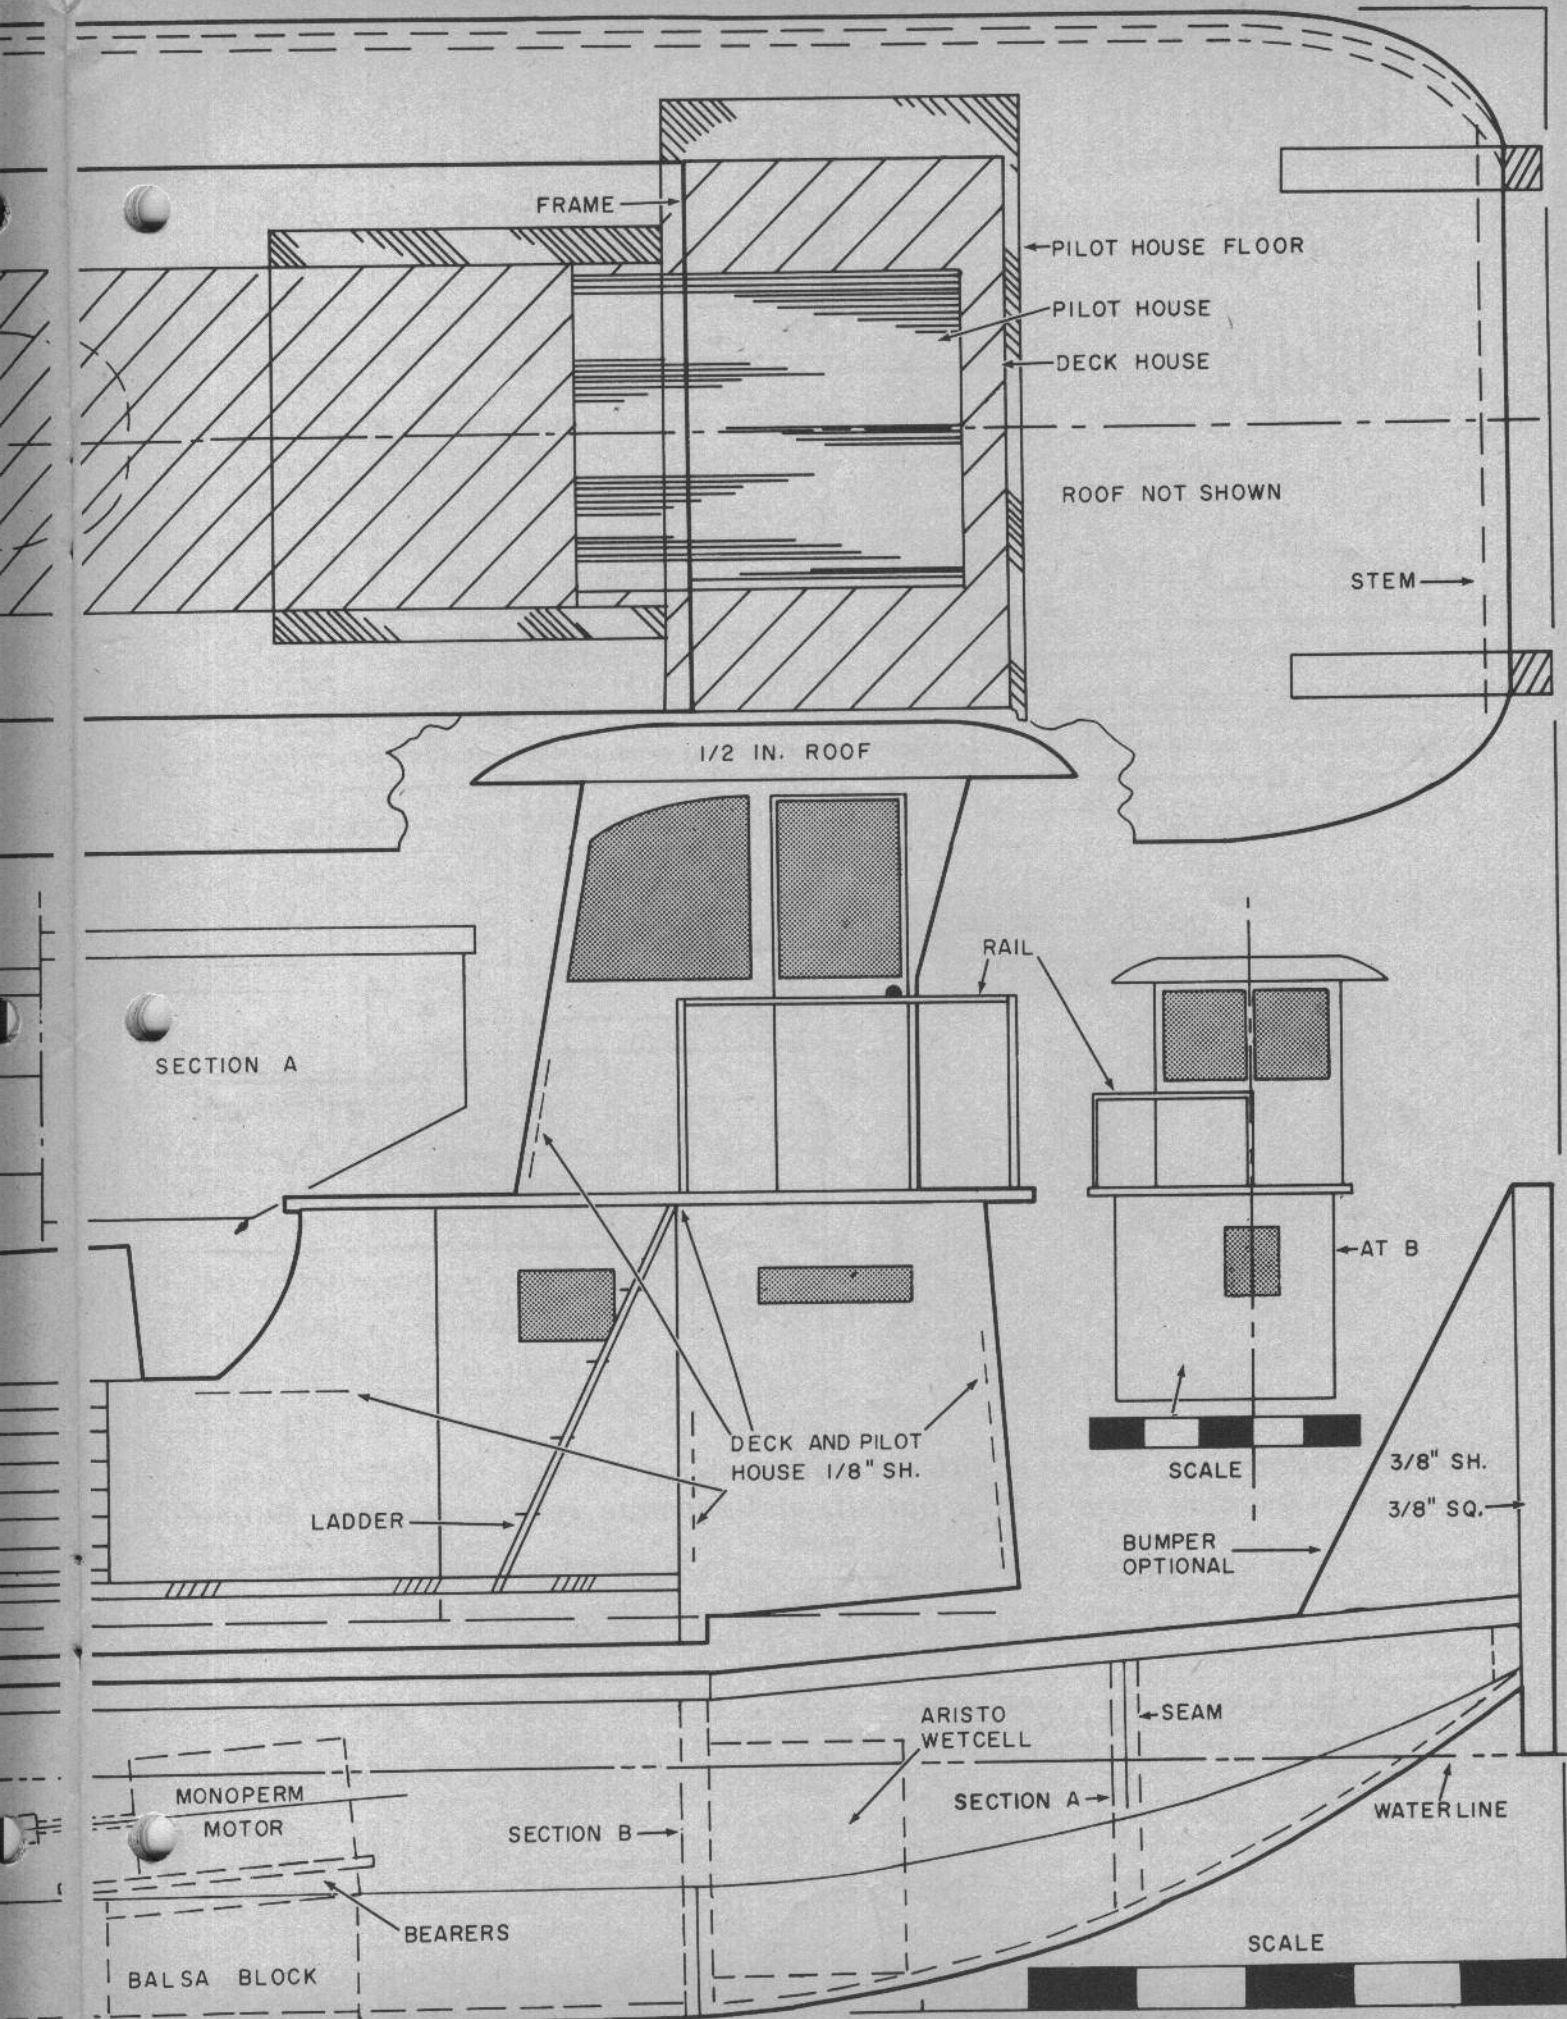 FRAME
PILOT HOUSE FLOOR
PILOT HOUSE
DECK HOUSE
ROOF NOT SHOWN
STEM
1/2 IN. ROOF
RAIL
SECTION A
AT B
DECK AND PILOT
HOUSE 1/8" SH.
SCALE
3/8" SH.
3/8" SQ.
LADDER
BUMPER
OPTIONAL
ARISTO
WETCELL
SEAM
MONOPERM
MOTOR
SECTION A
WATERLINE
SECTION B
BEARERS
SCALE
BALSA BLOCK